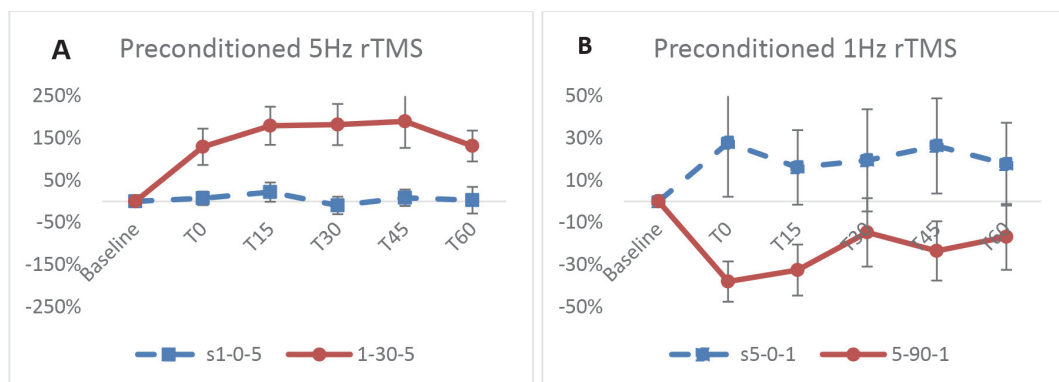 A
Preconditioned 5Hz rTMS
250%
150%
50%
-50%
-150%
-250%
Baseline
T0
T15
T30
T45
T60
s1-0-5
1-30-5
B
Preconditioned 1Hz rTMS
50%
30%
10%
-10%
-30%
-50%
Baseline
T0
T15
T30
T45
T60
s5-0-1
5-90-1